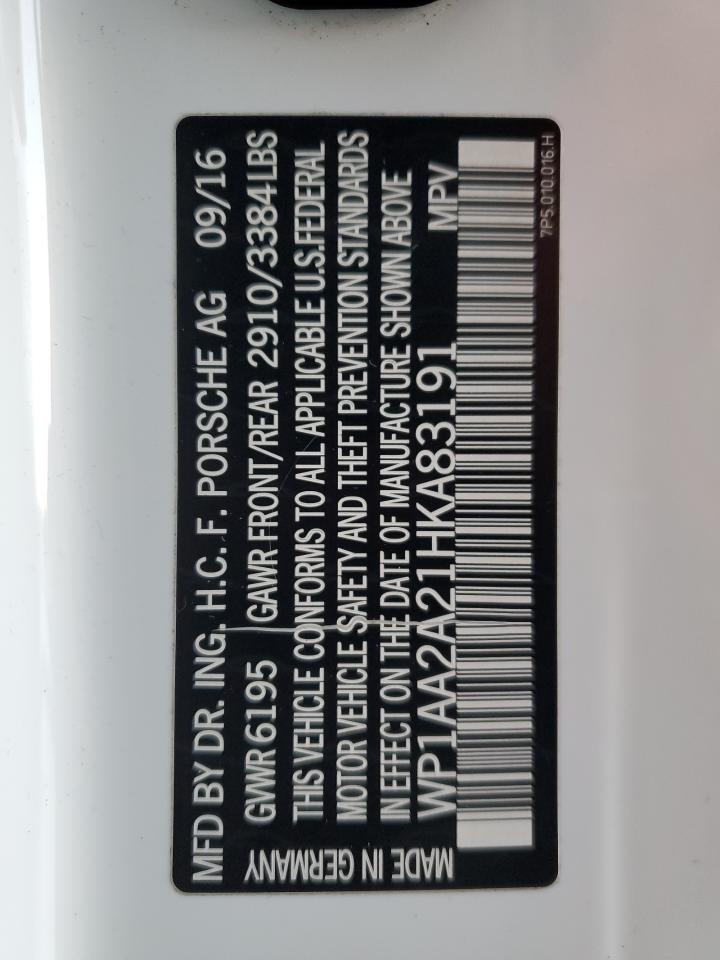 MFD BY DR. ING. H.C. F. PORSCHE AG 09/16
GVWR 6195 GAWR FRONT/REAR 2910/3384LBS
THIS VEHICLE CONFORMS TO ALL APPLICABLE U.S. FEDERAL
MOTOR VEHICLE SAFETY AND THEFT PREVENTION STANDARDS
IN EFFECT ON THE DATE OF MANUFACTURE SHOWN ABOVE
WP1AA2A21HKA83191 MPV
MADE IN GERMANY
7P5.010.016.H